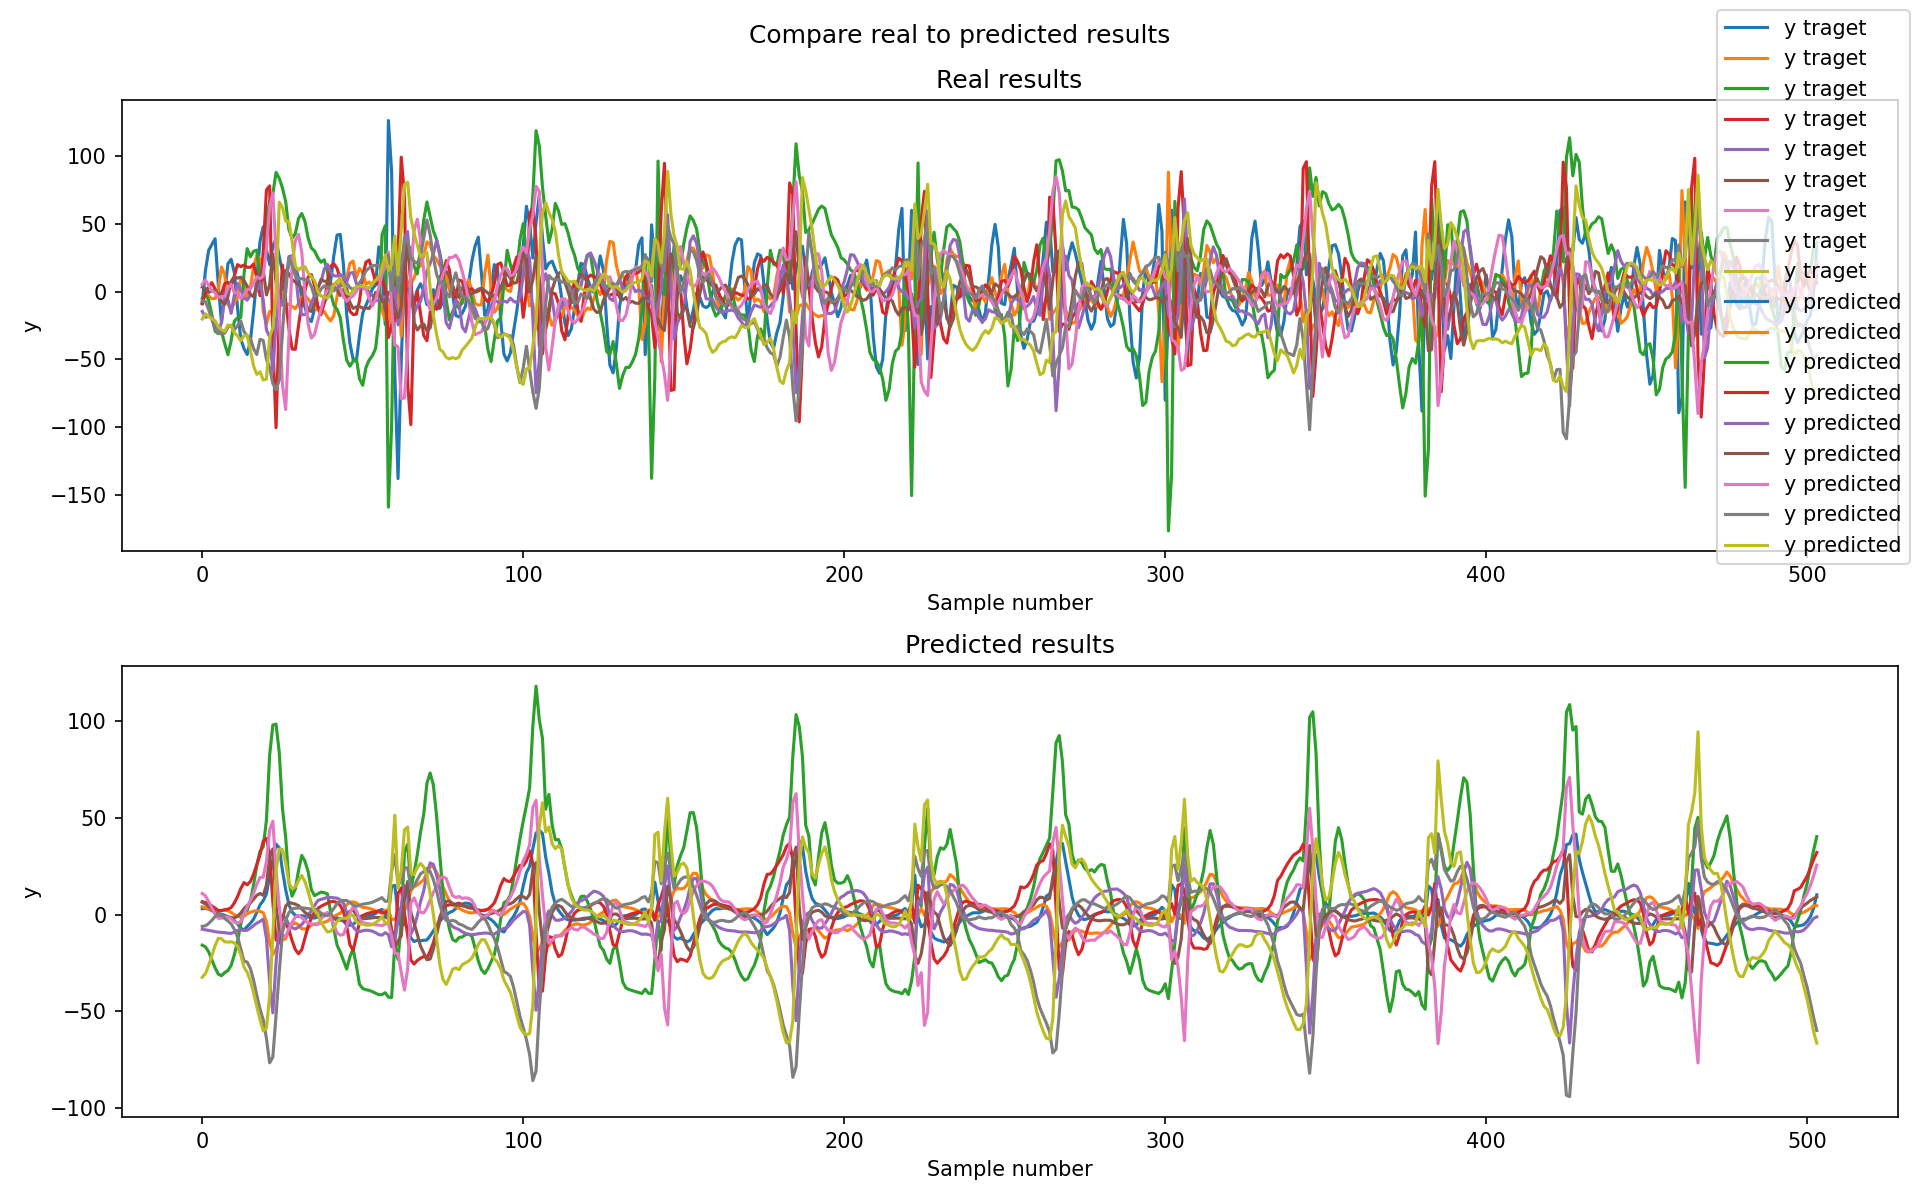 Compare real to predicted results
Real results
y traget
y traget
y traget
y traget
y traget
y traget
y traget
y traget
y traget
y predicted
y predicted
y predicted
y predicted
y predicted
y predicted
y predicted
y predicted
y predicted
100
50
0
−50
−100
−150
y
0
100
200
300
400
500
Sample number
Predicted results
100
50
0
−50
−100
y
0
100
200
300
400
500
Sample number